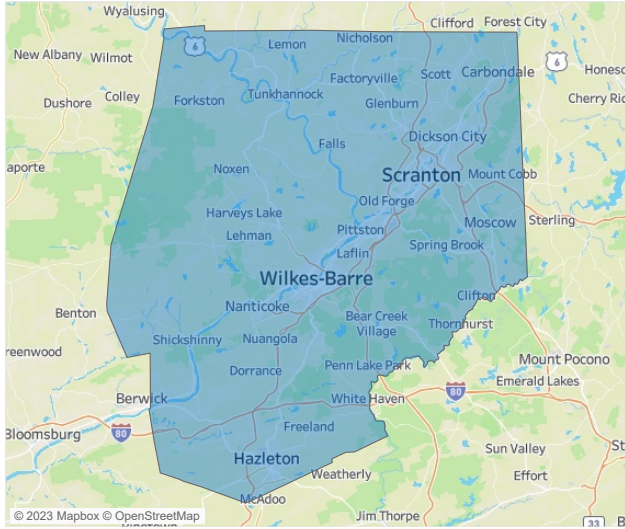 Wyalusing
Clifford
Forest City
Nicholson
6
Lemon
New Albany
Wilmot
6
Factoryville
Scott
Carbondale
Colley
Tunkhannock
Dushore
Forkston
Glenburn
Cherry Ric
Honesc
Falls
Dickson City
aporte
Noxen
Scranton
Mount Cobb
Old Forge
Harveys Lake
Sterling
Lehman
Pittston
Moscow
Laflin
Spring Brook
Wilkes-Barre
Clifton
Benton
Nanticoke
Bear Creek
Village
Thornhurst
Shickshinny
Nuangola
reenwood
Mount Pocono
Dorrance
Penn Lake Park
Emerald Lakes
Berwick
White Haven
80
Bloomsburg
80
Freeland
Sun Valley
St
Hazleton
Weatherly
Effort
McAdoo
Jim Thorpe
© 2023 Mapbox © OpenStreetMap
33
B